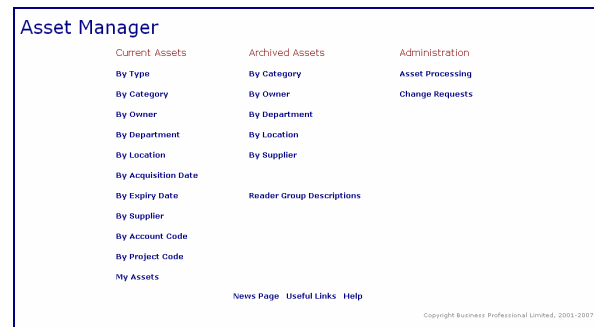 Asset Manager
Current Assets Archived Assets Administration
By Type By Category Asset Processing
By Category By Owner Change Requests
By Owner By Department
By Department By Location
By Location By Supplier
By Acquisition Date
By Expiry Date Reader Group Descriptions
By Supplier
By Account Code
By Project Code
My Assets
News Page Useful Links Help
Copyright Business Professional Limited, 2001-2007